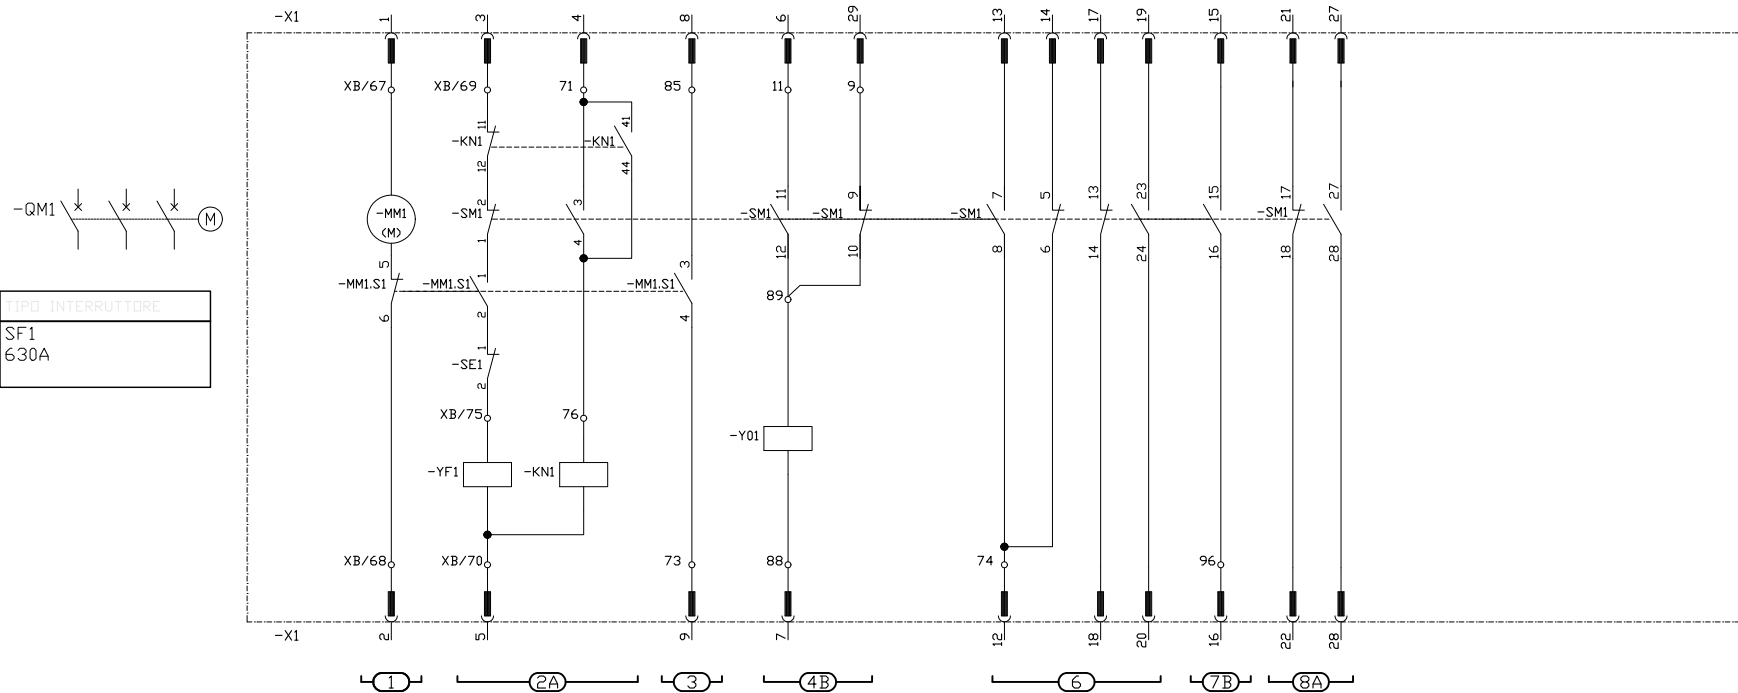 -X1 1 3 4 8 6 29 13 14 17 19 15 21 27
XB/67 XB/69 71 85 11 9
11 41
-KN1 -KN1
12 44
2 3 11 9 7 5 13 23 15 17 27
-QM1 M -MM1 -SM1 -SM1 -SM1 -SM1 -SM1
(M)
1 4 12 10 8 6 14 24 16 18 28
5 1 3
-MM1.S1 -MM1.S1 -MM1.S1
89
6 2 4
TIPO INTERRUTTORE
SF1
630A
1
-SE1
2
XB/75 76
-YO1
-YF1 -KN1
XB/68 XB/70 73 88 74 96
-X1 2 5 9 7 12 18 20 16 22 28
1 2A 3 4B 6 7B 8A